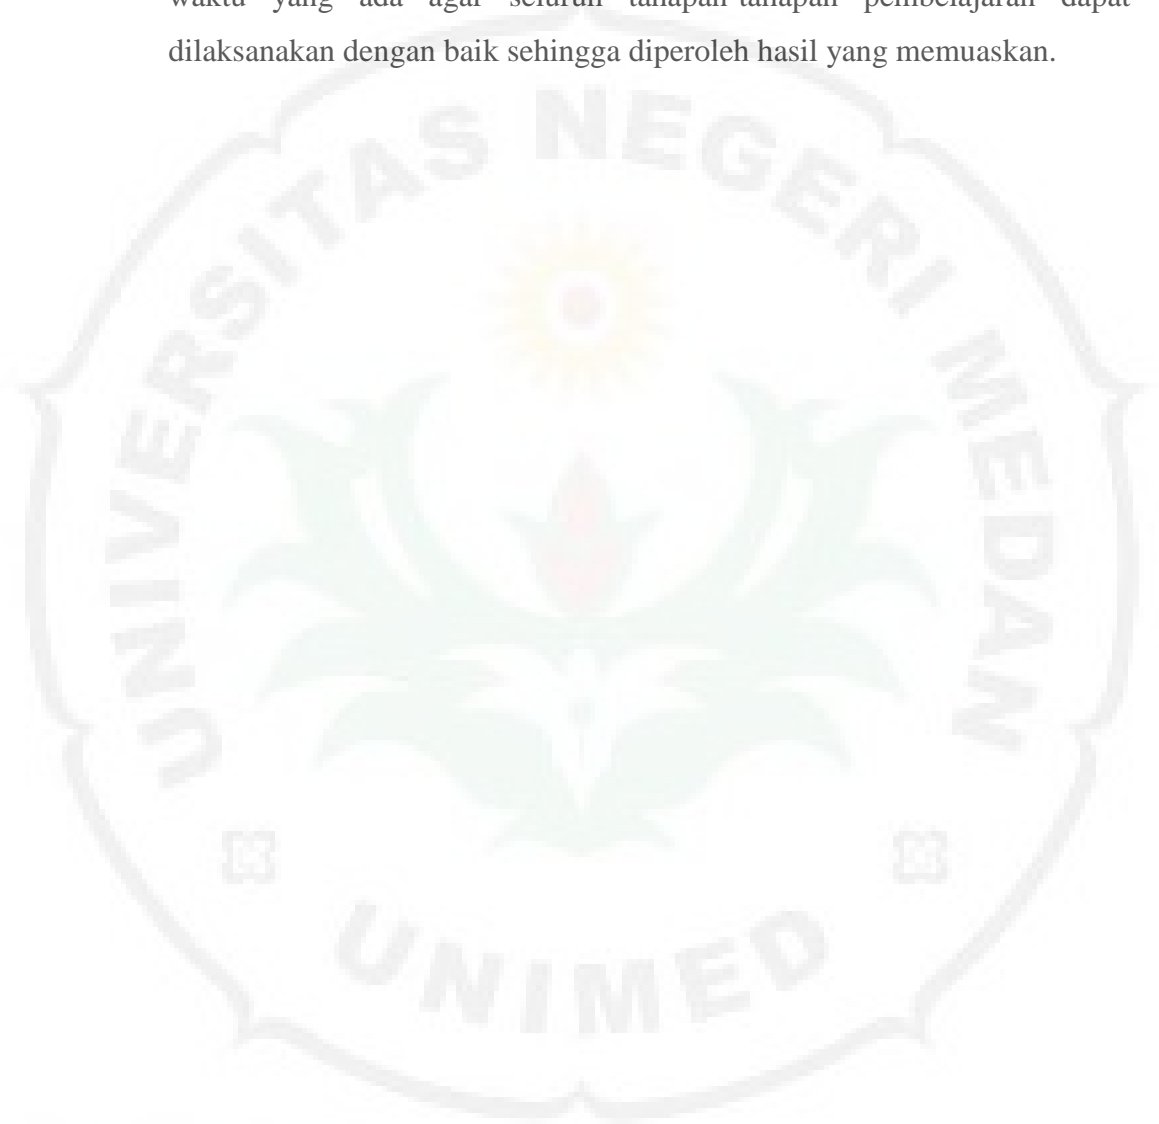 waktu yang ada agar seluruh tahapan-tahapan pembelajaran dapat
dilaksanakan dengan baik sehingga diperoleh hasil yang memuaskan.
UNIVERSITAS NEGERI MEDAN
UNIMED